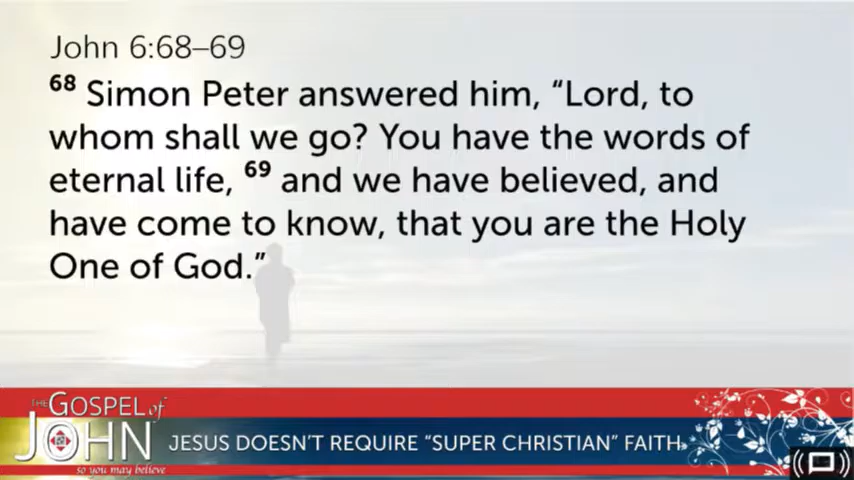 John 6:68–69
68 Simon Peter answered him, “Lord, to
whom shall we go? You have the words of
eternal life, 69 and we have believed, and
have come to know, that you are the Holy
One of God.”
THE GOSPEL of
JOHN
so you may believe
JESUS DOESN'T REQUIRE “SUPER CHRISTIAN” FAITH